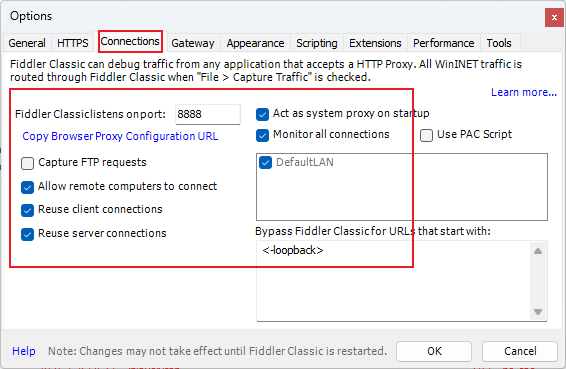 Options
x
General HTTPS Connections Gateway Appearance Scripting Extensions Performance Tools
Fiddler Classic can debug traffic from any application that accepts a HTTP Proxy. All WinINET traffic is
routed through Fiddler Classic when "File > Capture Traffic" is checked.
Learn more...
Fiddler Classic listens on port: 8888
Act as system proxy on startup
Copy Browser Proxy Configuration URL
Monitor all connections
Use PAC Script
Capture FTP requests
DefaultLAN
Allow remote computers to connect
Reuse client connections
Reuse server connections
Bypass Fiddler Classic for URLs that start with:
<-loopback>
Help Note: Changes may not take effect until Fiddler Classic is restarted. OK Cancel